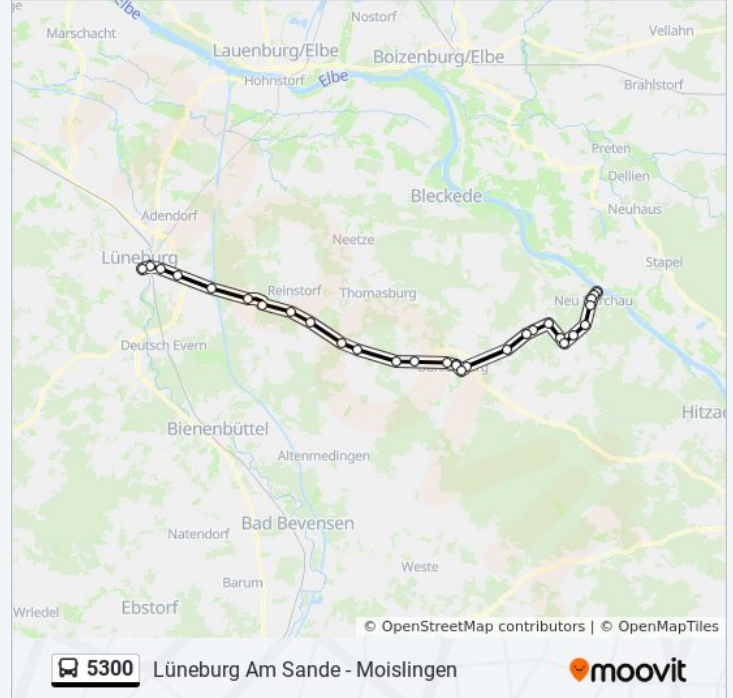 Elbe
Nostorf
Marschacht
Vellahn
Lauenburg/Elbe
Boizenburg/Elbe
Hohnstorf
Elbe
Brahlstorf
Preten
Dellien
Bleckede
Neuhaus
Adendorf
Neetze
Lüneburg
Stapel
Reinstorf
Thomasburg
Deutsch Evern
Hitza
Bienenbüttel
Altenmedingen
Bad Bevensen
Natendorf
Weste
Barum
Wriedel
Ebstorf
© OpenStreetMap contributors | © OpenMapTiles
5300 Lüneburg Am Sande - Moislingen
moovit